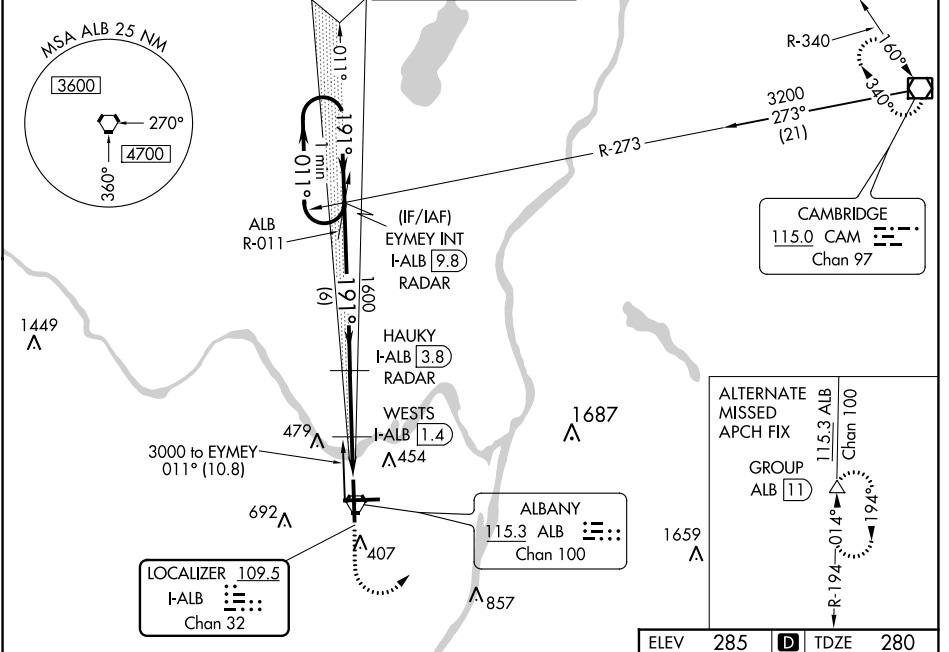 MSA ALB 25 NM
3600
270°
4700
360°
011°
191°
1 min
011°
ALB
R-011
(IF/IAF)
EYMEY INT
I-ALB 9.8
RADAR
R-273
3200
273°
(21)
R-340
160°
340°
CAMBRIDGE
115.0 CAM
Chan 97
1600
191°
(6)
HAUKY
I-ALB 3.8
RADAR
WESTS
I-ALB 1.4
1449
479
454
1687
3000 to EYMEY
011° (10.8)
692
407
ALBANY
115.3 ALB
Chan 100
1659
857
LOCALIZER 109.5
I-ALB
Chan 32
ALTERNATE
MISSED
APCH FIX
115.3 ALB
Chan 100
GROUP
ALB 11
014°
194°
R-194
ELEV 285 D TDZE 280